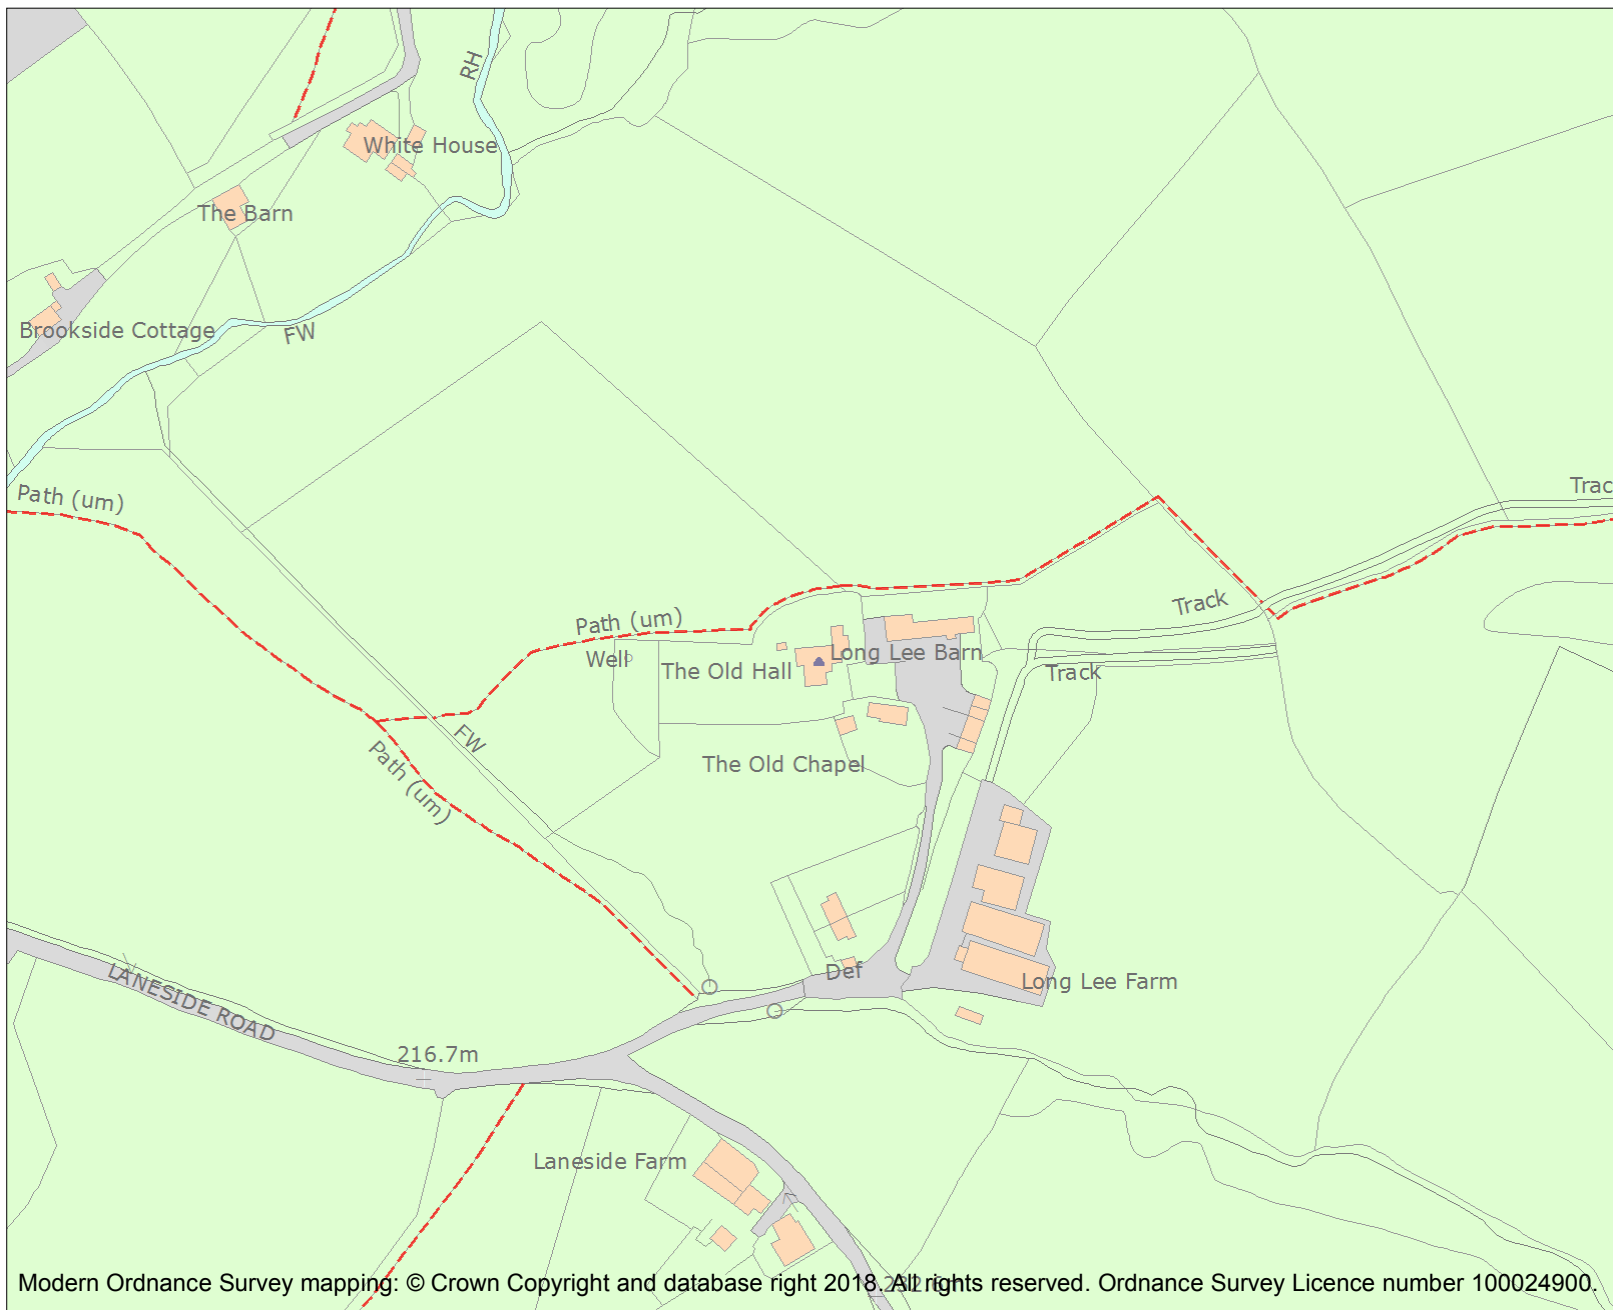 RH
White House
The Barn
Brookside Cottage
FW
Path (um)
Trac
Track
Path (um)
Well
The Old Hall
Long Lee Barn
Track
FW
Path (um)
The Old Chapel
Def
Long Lee Farm
LANESIDE ROAD
216.7m
Laneside Farm
Modern Ordnance Survey mapping: © Crown Copyright and database right 2018. All rights reserved. Ordnance Survey Licence number 100024900.